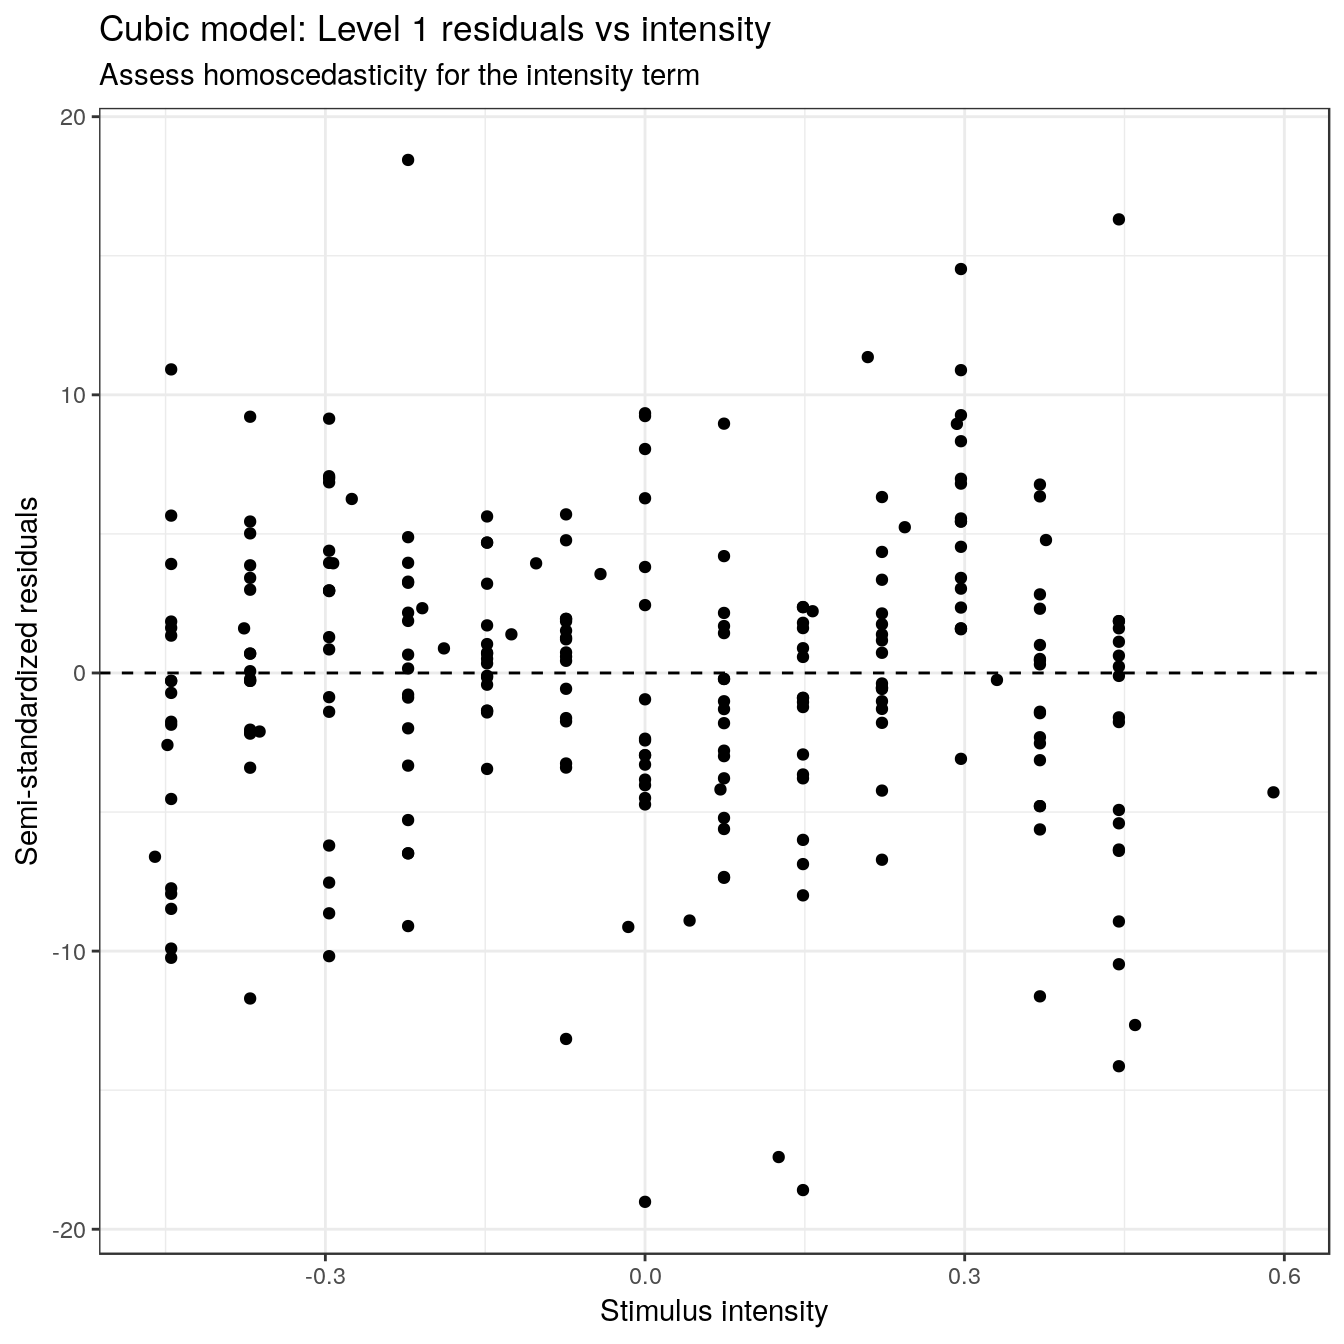 Cubic model: Level 1 residuals vs intensity
Assess homoscedasticity for the intensity term
20
10
0
-10
-20
Semi-standardized residuals
-0.3
0.0
0.3
0.6
Stimulus intensity